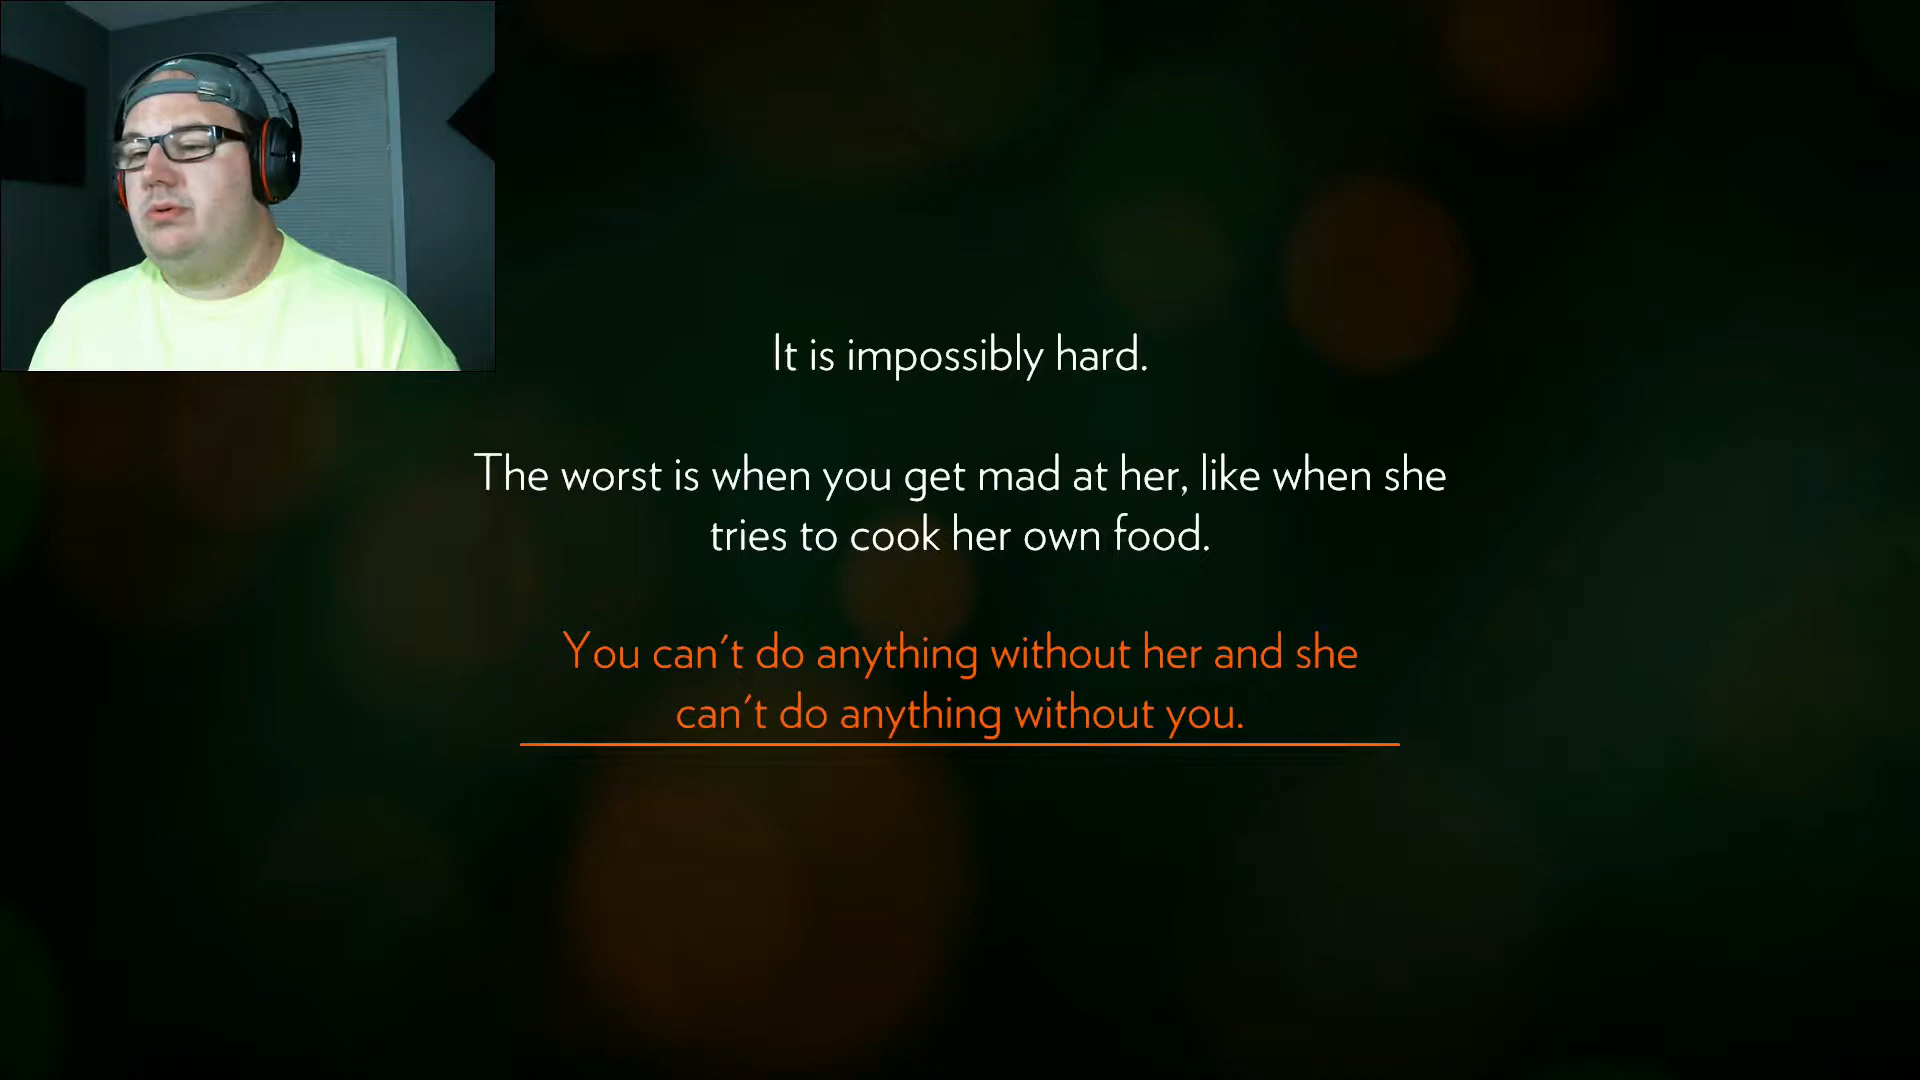 It is impossibly hard.
The worst is when you get mad at her, like when she
tries to cook her own food.
You can't do anything without her and she
can't do anything without you.